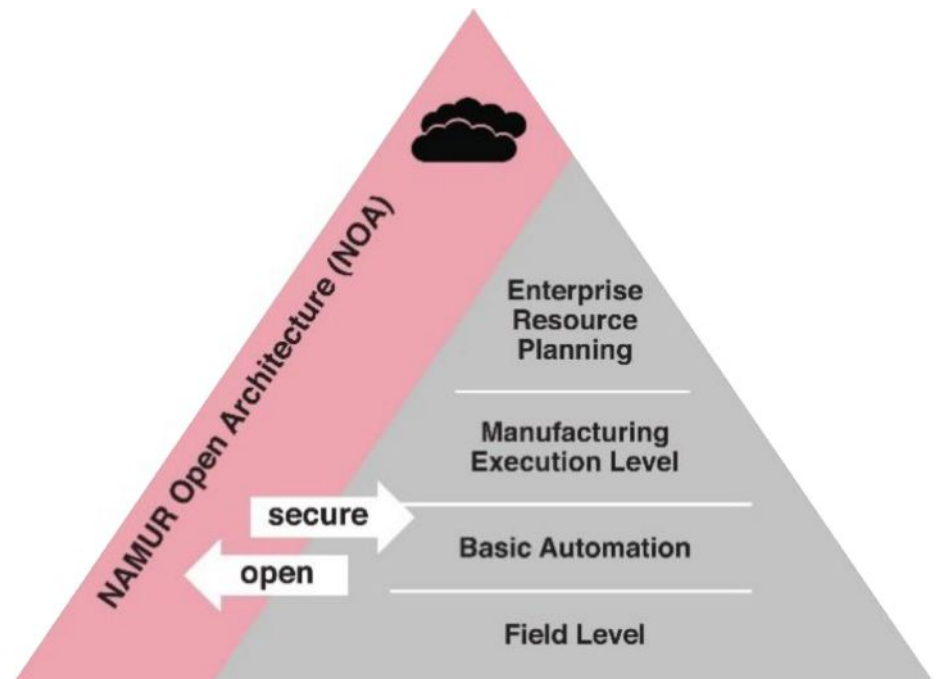 NAMUR Open Architecture (NOA)
Enterprise
Resource
Planning
Manufacturing
Execution Level
secure
Basic Automation
open
Field Level